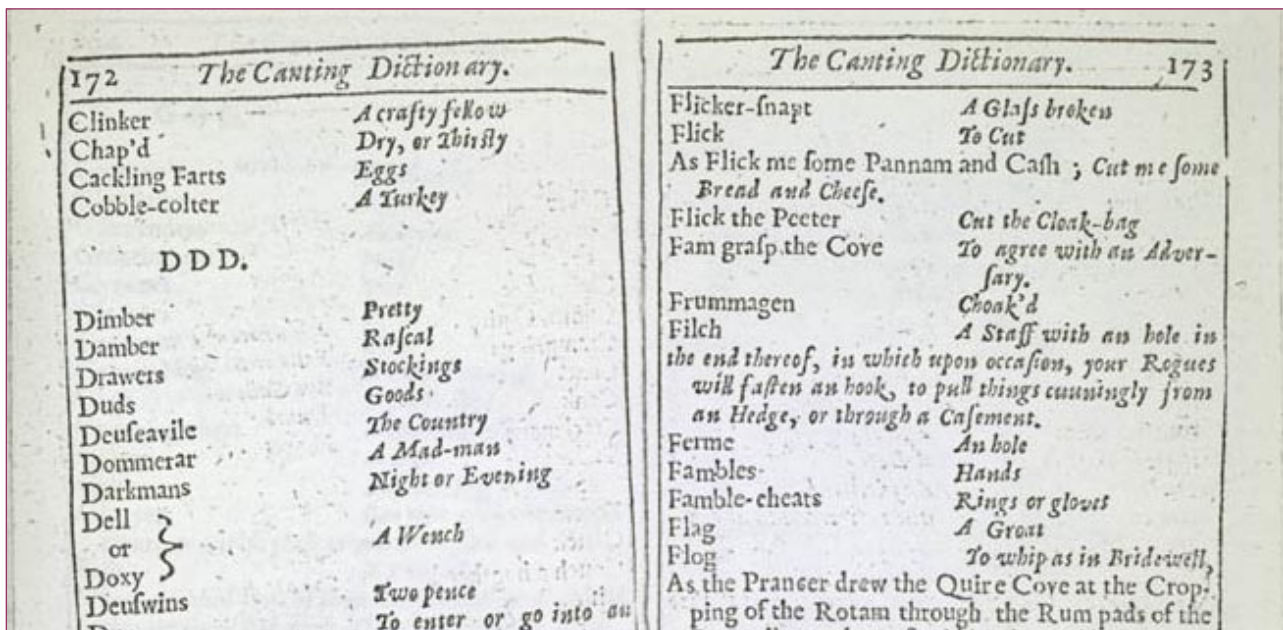 172 The Canting Dictionary.
Clinker A crafty fellow
Chap'd Dry, or Thirſty
Cackling Farts Eggs
Cobble-colter A Turkey
D D D.
Dimber Pretty
Damber Raſcal
Drawers Stockings
Duds Goods
Deuſeavile The Country
Dommerar A Mad-man
Darkmans Night or Evening
Dell
or A Wench
Doxy
Deuſwins Two pence
To enter or go into an
The Canting Dictionary. 173
Flicker-ſnapt A Glaſs broken
Flick To Cut
As Flick me ſome Pannam and Caſh ; Cut me ſome
Bread and Cheeſe.
Flick the Peeter Cut the Cloak-bag
Fam graſp the Cove To agree with an Adver-
ſary.
Frummagen Choak'd
Filch A Staff with an hole in
the end thereof, in which upon occaſion, your Rogues
will faſten an hook, to pull things cunningly from
an Hedge, or through a Caſement.
Ferme An hole
Fambles Hands
Famble-cheats Rings or gloves
Flag A Groat
Flog To whip as in Bridewell,
As the Prancer drew the Quire Cove at the Crop-
ping of the Rotam through the Rum pads of the